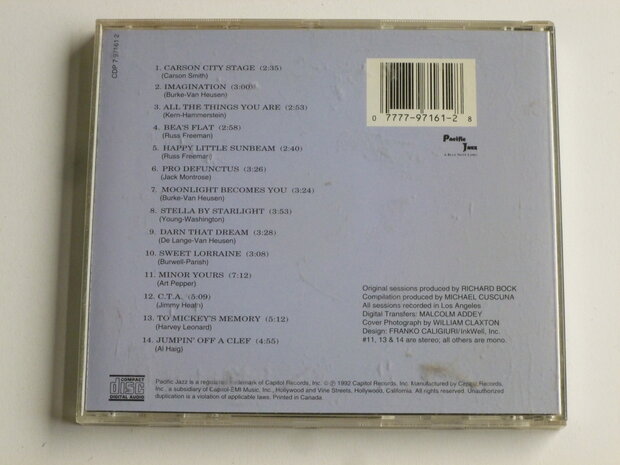 CDP 7 97161 2
1. CARSON CITY STAGE (2:35)
(Carson Smith)
2. IMAGINATION (3:00)
(Burke-Van Heusen)
3. ALL THE THINGS YOU ARE (2:53)
(Kern-Hammerstein)
4. BEA'S FLAT (2:58)
(Russ Freeman)
5. HAPPY LITTLE SUNBEAM (2:40)
(Russ Freeman)
6. PRO DEFUNCTUS (3:26)
(Jack Montrose)
7. MOONLIGHT BECOMES YOU (3:24)
(Burke-Van Heusen)
8. STELLA BY STARLIGHT (3:53)
(Young-Washington)
9. DARN THAT DREAM (3:28)
(De Lange-Van Heusen)
10. SWEET LORRAINE (3:08)
(Burwell-Parish)
11. MINOR YOURS (7:12)
(Art Pepper)
12. C.T.A. (5:09)
(Jimmy Heath)
13. TO MICKEY'S MEMORY (5:12)
(Harvey Leonard)
14. JUMPIN' OFF A CLEF (4:55)
(Al Haig)
0 7777-97161-2 8
Pacific
Jazz
A BLUE NOTE LABEL
Original sessions produced by RICHARD BOCK
Compilation produced by MICHAEL CUSCUNA
All sessions recorded in Los Angeles
Digital Transfers: MALCOLM ADDEY
Cover Photograph by WILLIAM CLAXTON
Design: FRANKO CALIGIURI/InkWell, Inc.
#11, 13 & 14 are stereo; all others are mono.
COMPACT
disc
DIGITAL AUDIO
Pacific Jazz is a registered trademark of Capitol Records, Inc. © ℗ 1992 Capitol Records, Inc. Manufactured by Capitol Records,
Inc., a subsidiary of Capitol-EMI Music, Inc., Hollywood and Vine Streets, Hollywood, California. All rights reserved. Unauthorized
duplication is a violation of applicable laws. Printed in Canada.